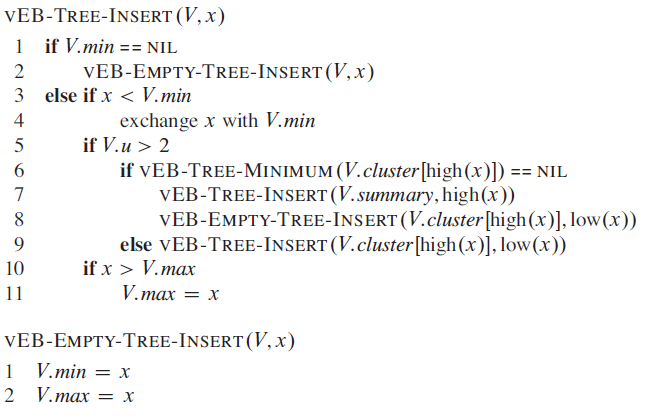 VEB-TREE-INSERT(V, x)
1 if V.min == NIL
2 VEB-EMPTY-TREE-INSERT(V, x)
3 else if x < V.min
4 exchange x with V.min
5 if V.u > 2
6 if VEB-TREE-MINIMUM(V.cluster[high(x)]) == NIL
7 VEB-TREE-INSERT(V.summary, high(x))
8 VEB-EMPTY-TREE-INSERT(V.cluster[high(x)], low(x))
9 else VEB-TREE-INSERT(V.cluster[high(x)], low(x))
10 if x > V.max
11 V.max = x
VEB-EMPTY-TREE-INSERT(V, x)
1 V.min = x
2 V.max = x